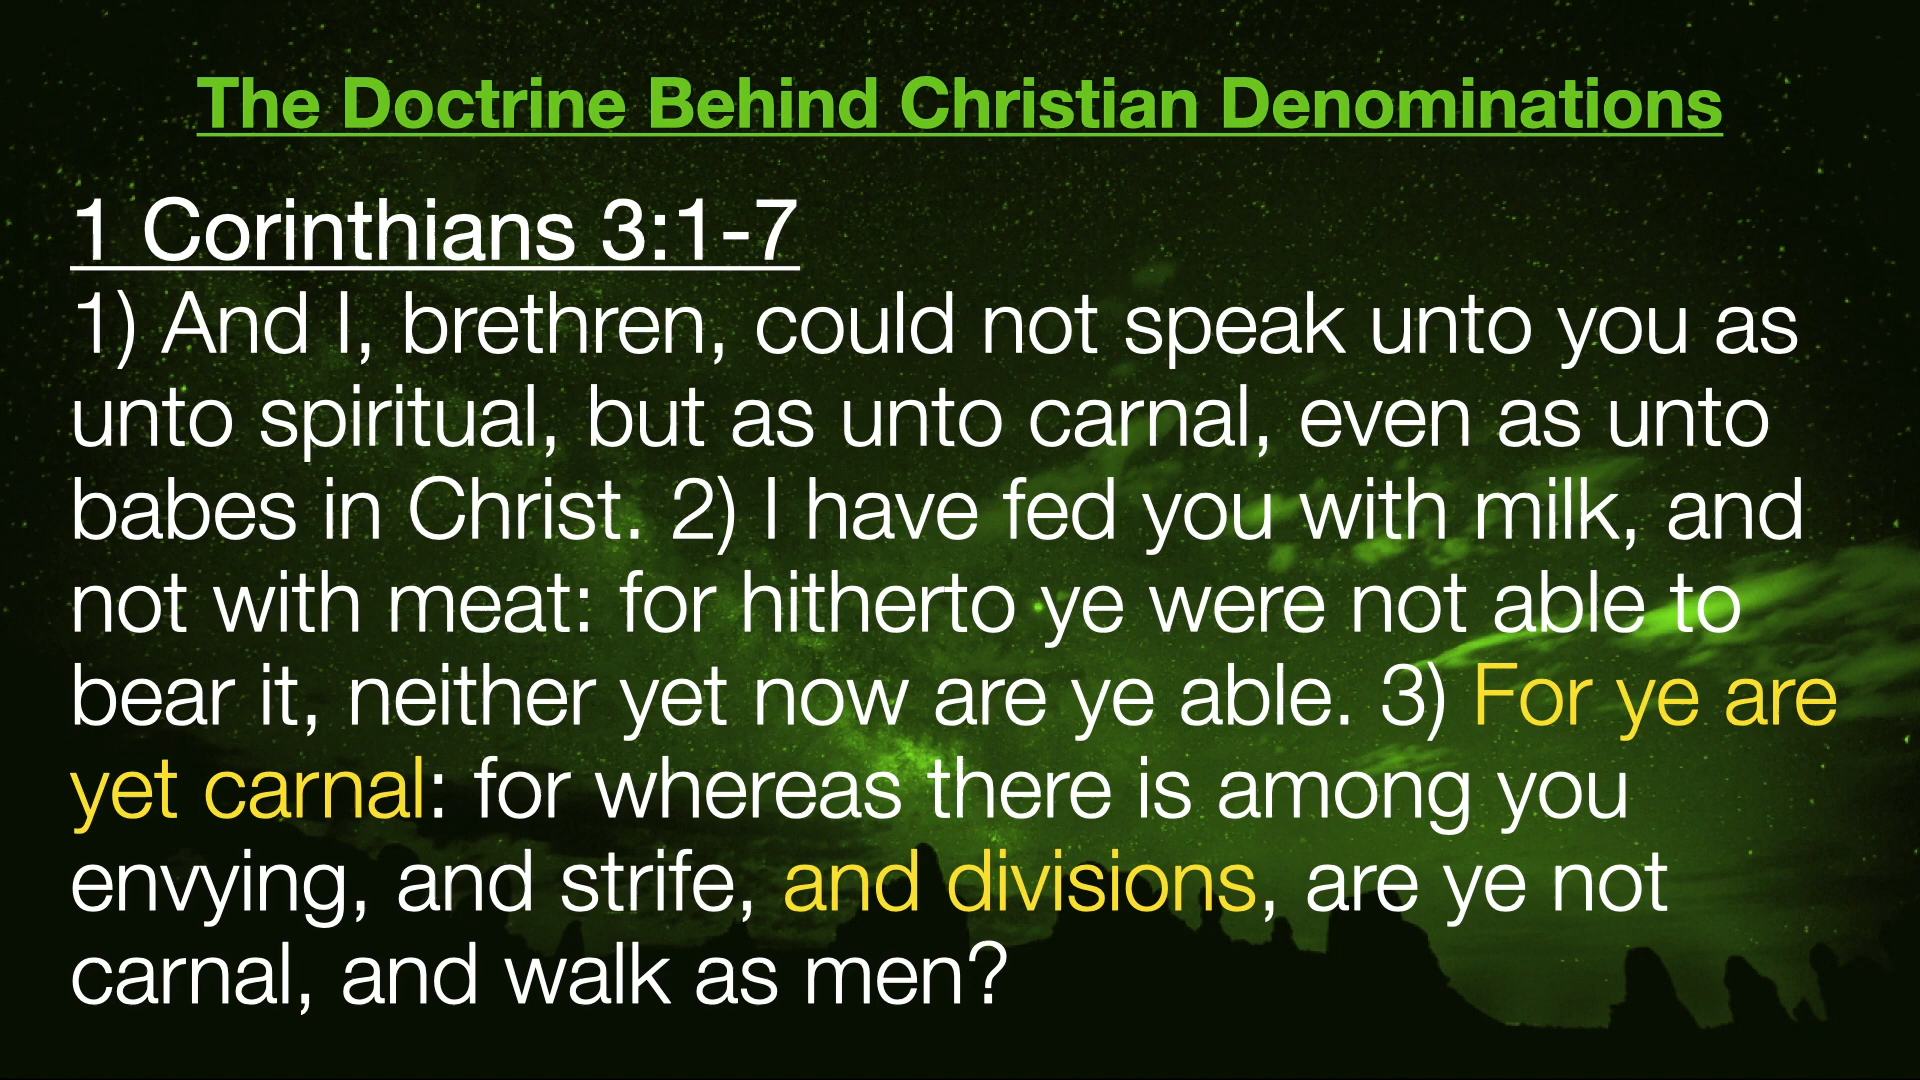 The Doctrine Behind Christian Denominations
1 Corinthians 3:1-7
1) And I, brethren, could not speak unto you as
unto spiritual, but as unto carnal, even as unto
babes in Christ. 2) I have fed you with milk, and
not with meat: for hitherto ye were not able to
bear it, neither yet now are ye able. 3) For ye are
yet carnal: for whereas there is among you
envying, and strife, and divisions, are ye not
carnal, and walk as men?